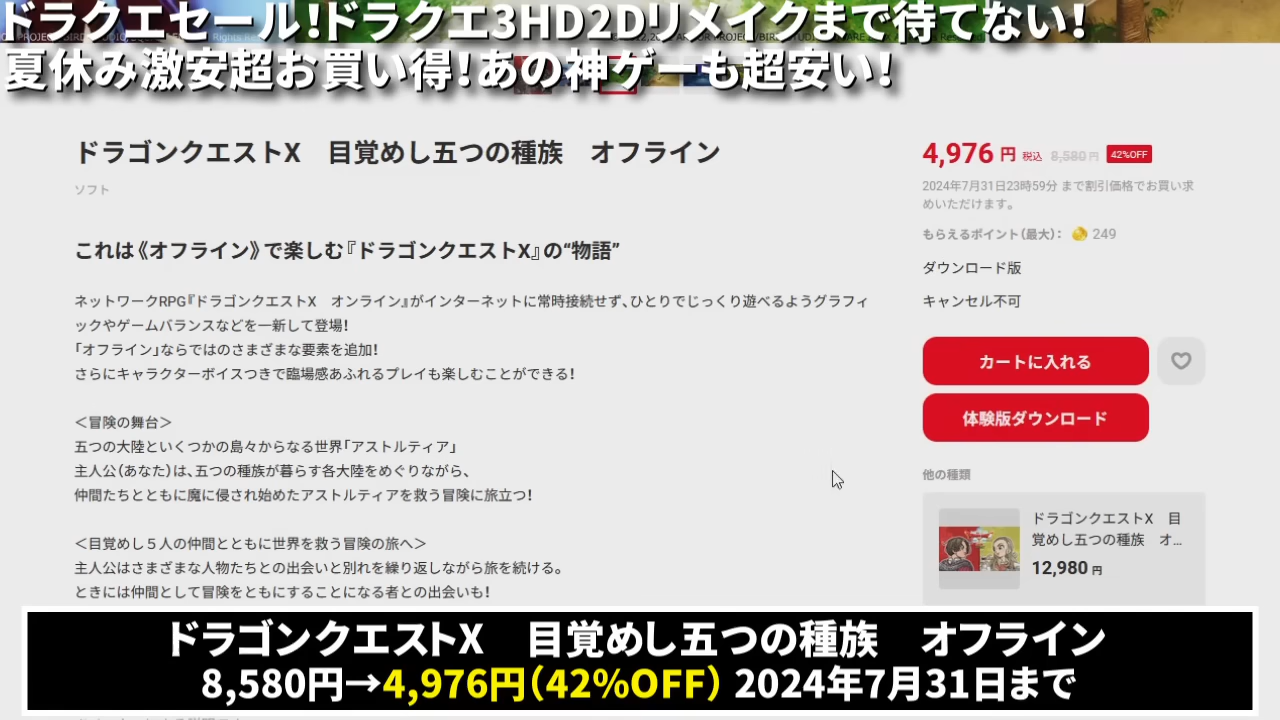 ドラクエセール！ドラクエ3HD2Dリメイクまで待てない！
夏休み激安超お買い得！あの神ゲーも超安い！
ドラゴンクエストX　目覚めし五つの種族　オフライン
ソフト
これは《オフライン》で楽しむ『ドラゴンクエストX』の“物語”
ネットワークRPG『ドラゴンクエストX　オンライン』がインターネットに常時接続せず、ひとりでじっくり遊べるようグラフィ
ックやゲームバランスなどを一新して登場！
「オフライン」ならではのさまざまな要素を追加！
さらにキャラクターボイスつきで臨場感あふれるプレイも楽しむことができる！
＜冒険の舞台＞
五つの大陸といくつかの島々からなる世界「アストルティア」
主人公（あなた）は、五つの種族が暮らす各大陸をめぐりながら、
仲間たちとともに魔に侵され始めたアストルティアを救う冒険に旅立つ！
＜目覚めし５人の仲間とともに世界を救う冒険の旅へ＞
主人公はさまざまな人物たちとの出会いと別れを繰り返しながら旅を続ける。
ときには仲間として冒険をともにすることになる者との出会いも！
4,976円 税込 8,580円 42%OFF
2024年7月31日23時59分 まで割引価格でお買い求
めいただけます。
もらえるポイント（最大）： 249
ダウンロード版
キャンセル不可
カートに入れる
体験版ダウンロード
他の種類
ドラゴンクエストX　目
覚めし五つの種族　オ...
12,980 円
ドラゴンクエストX　目覚めし五つの種族　オフライン
8,580円→4,976円（42%OFF） 2024年7月31日まで